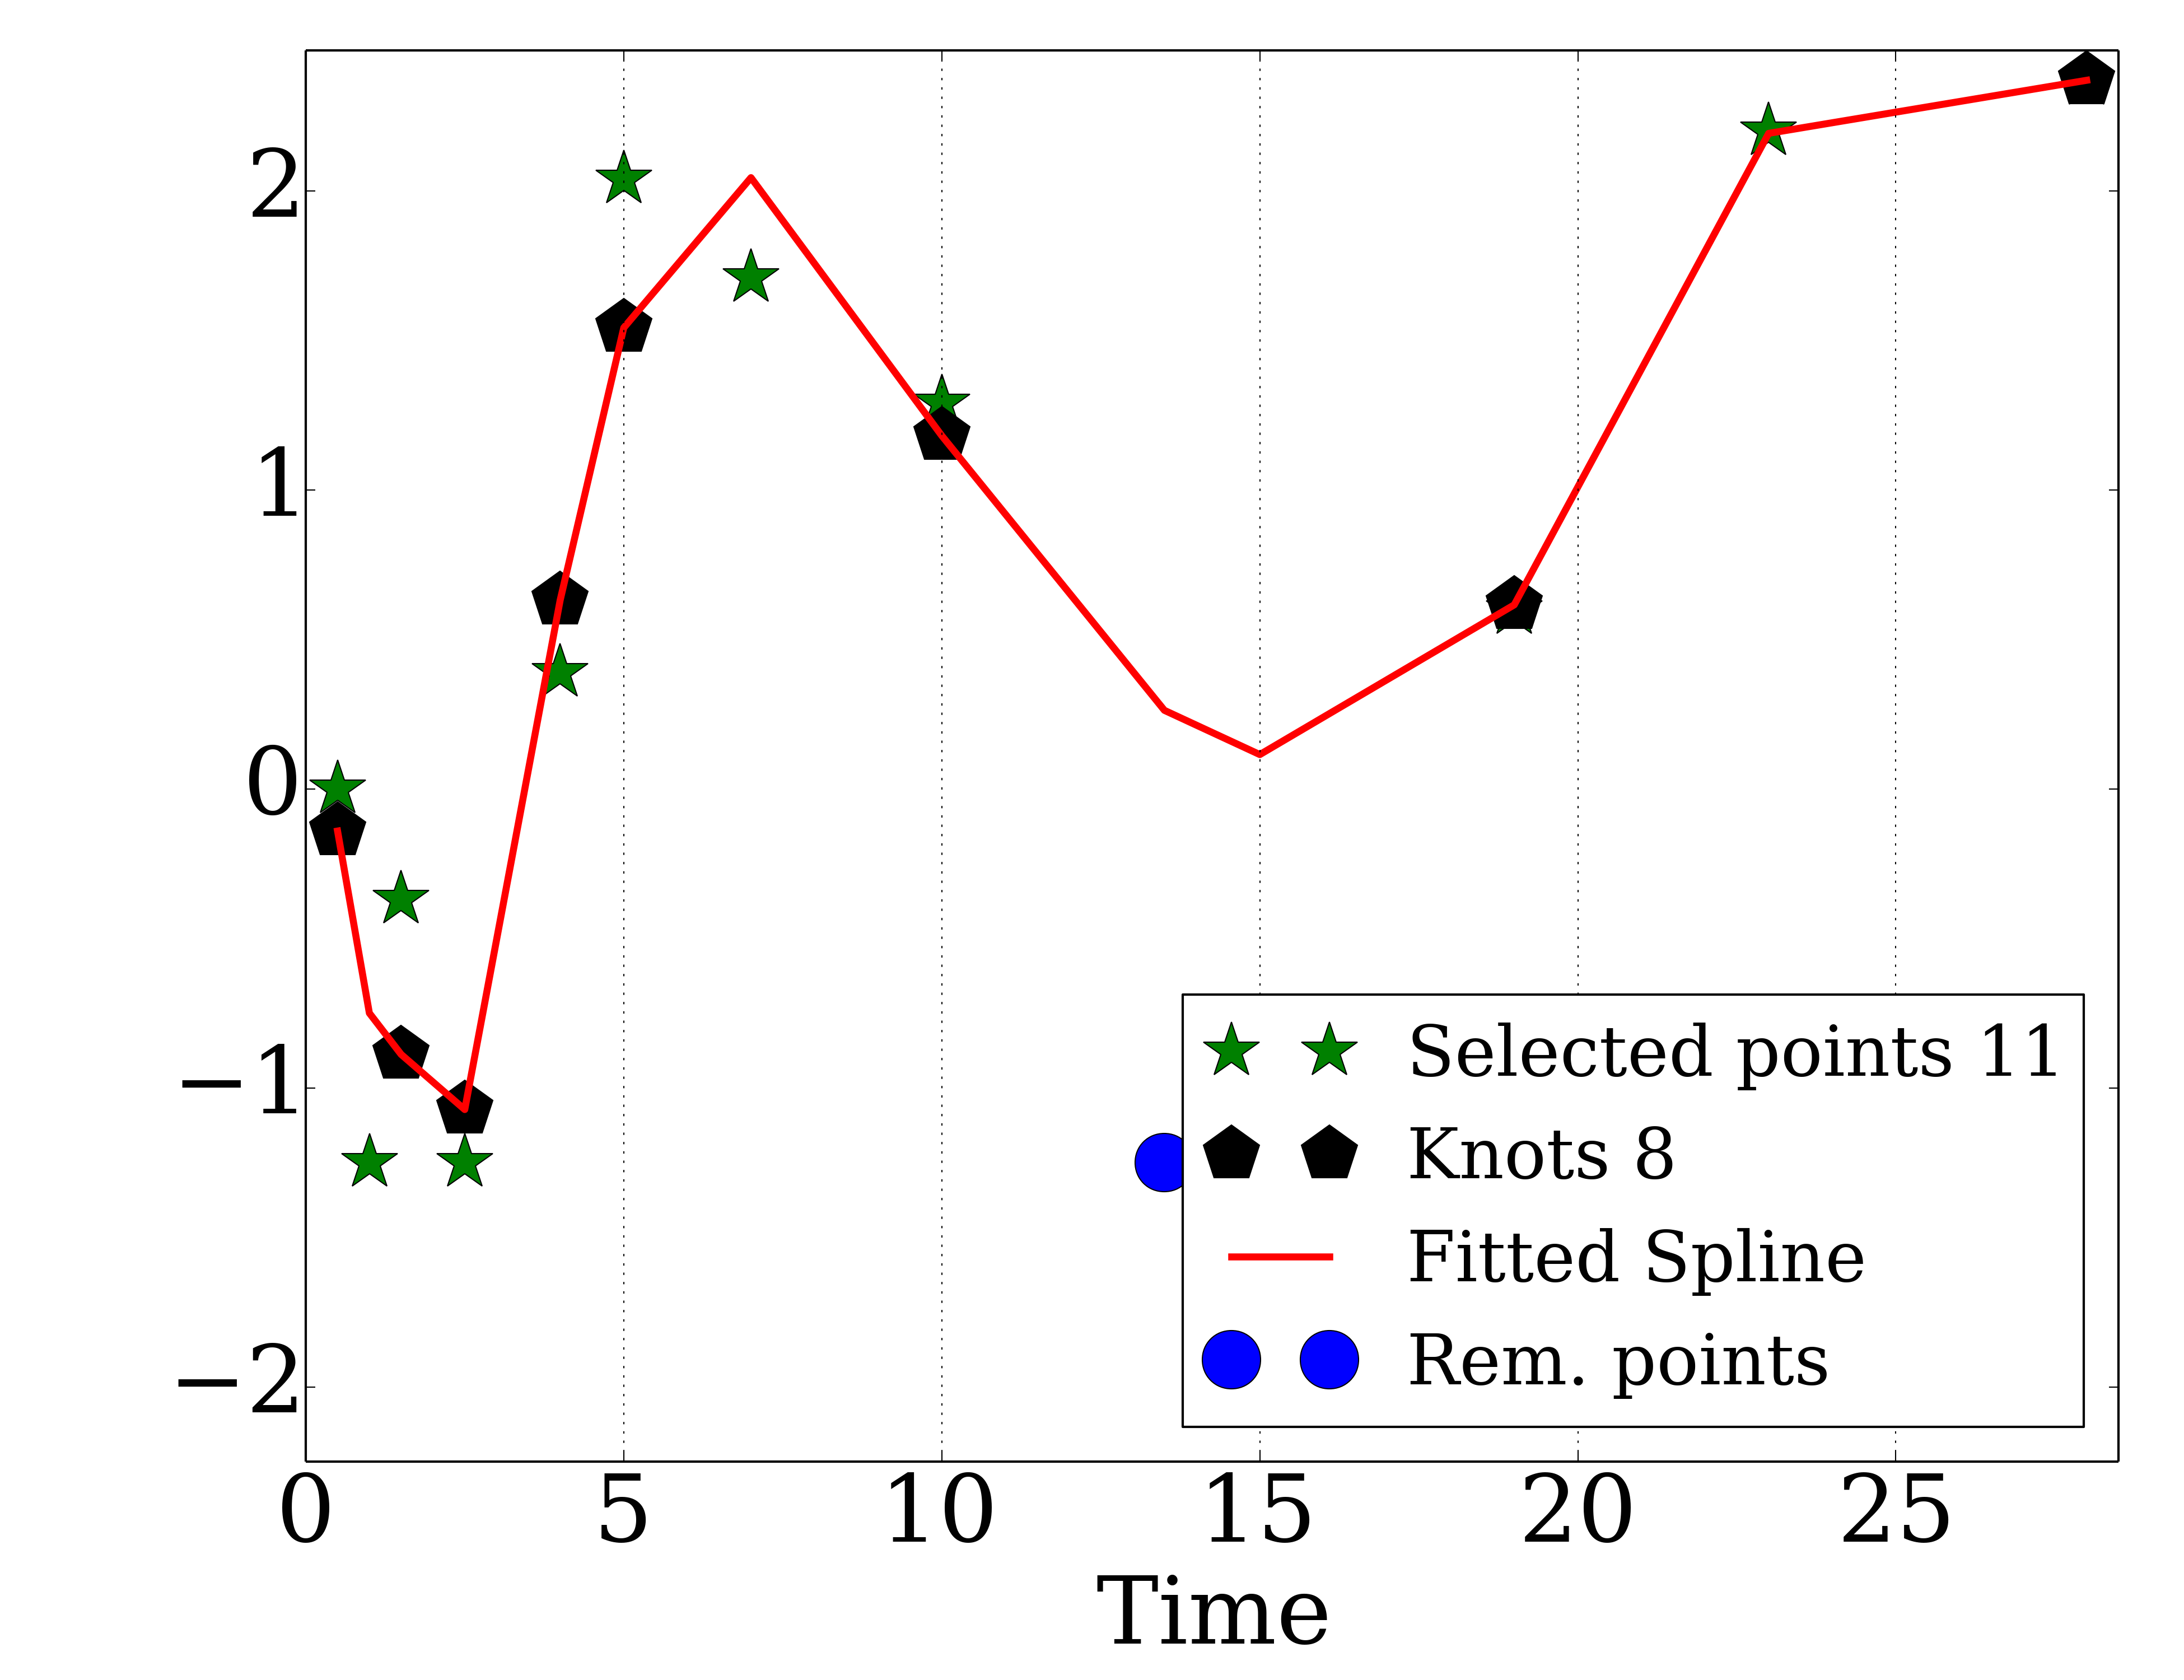 2
1
0
−1
−2
Selected points 11
Knots 8
Fitted Spline
Rem. points
0 5 10 15 20 25
Time